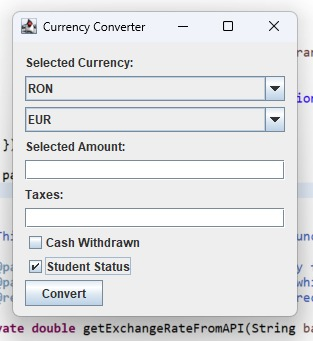 Currency Converter
Selected Currency:
RON
EUR
Selected Amount:
Taxes:
Cash Withdrawn
Student Status
Convert
vate double getExchangeRateFromAPI(String ba